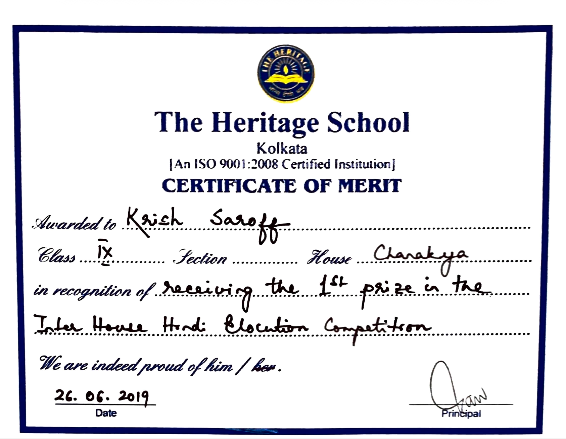 THE HERITAGE
The Heritage School
Kolkata
[An ISO 9001:2008 Certified Institution]
CERTIFICATE OF MERIT
Awarded to Krish Saroff
Class IX Section House Chanakya
in recognition of receiving the 1st prize in the
Inter House Hindi Elocution Competition
We are indeed proud of him / her.
26.06.2019
Date Principal